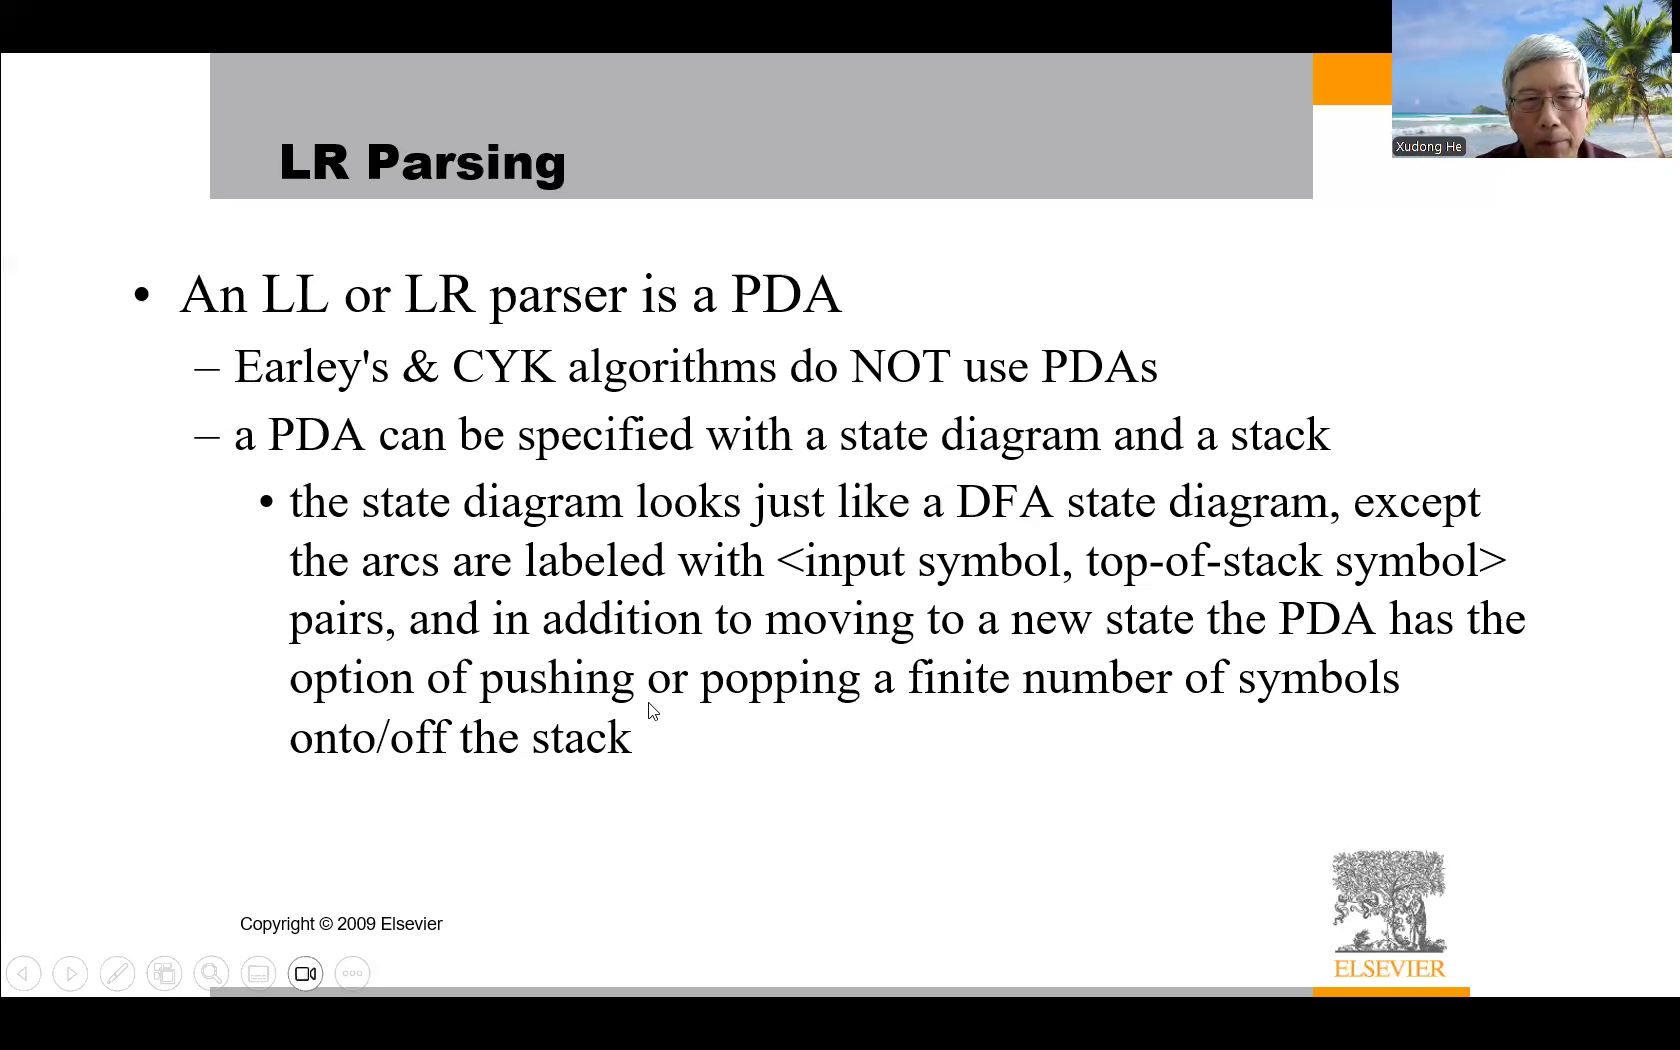 Xudong He
LR Parsing
• An LL or LR parser is a PDA
– Earley's & CYK algorithms do NOT use PDAs
– a PDA can be specified with a state diagram and a stack
• the state diagram looks just like a DFA state diagram, except
the arcs are labeled with <input symbol, top-of-stack symbol>
pairs, and in addition to moving to a new state the PDA has the
option of pushing or popping a finite number of symbols
onto/off the stack
Copyright © 2009 Elsevier
ELSEVIER